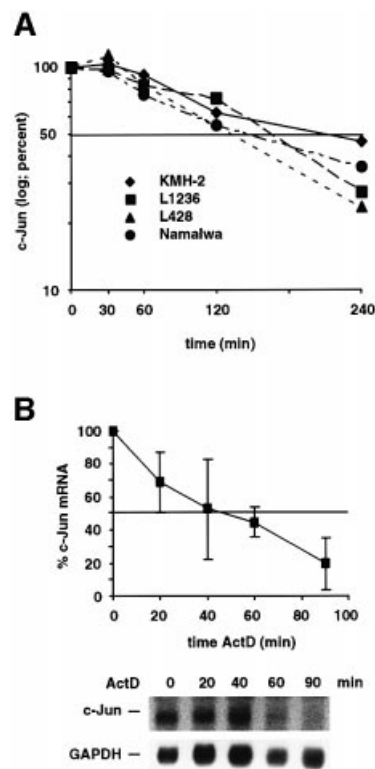 A
100
50
10
c-Jun (log; percent)
KMH-2
L1236
L428
Namalwa
0 30 60 120 240
time (min)
B
100
80
60
40
20
0
% c-Jun mRNA
0 20 40 60 80 100
time ActD (min)
ActD 0 20 40 60 90 min
c-Jun –
GAPDH –